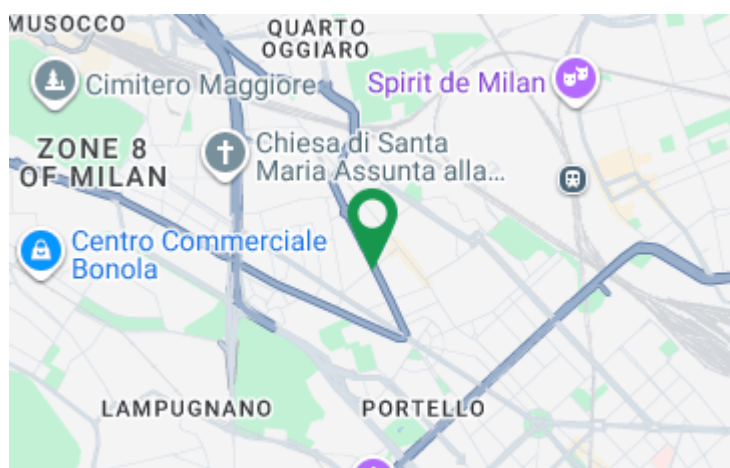 MUSOCCO
QUARTO
OGGIARO
Cimitero Maggiore
Spirit de Milan
ZONE 8
OF MILAN
Chiesa di Santa
Maria Assunta alla...
Centro Commerciale
Bonola
LAMPUGNANO
PORTELLO